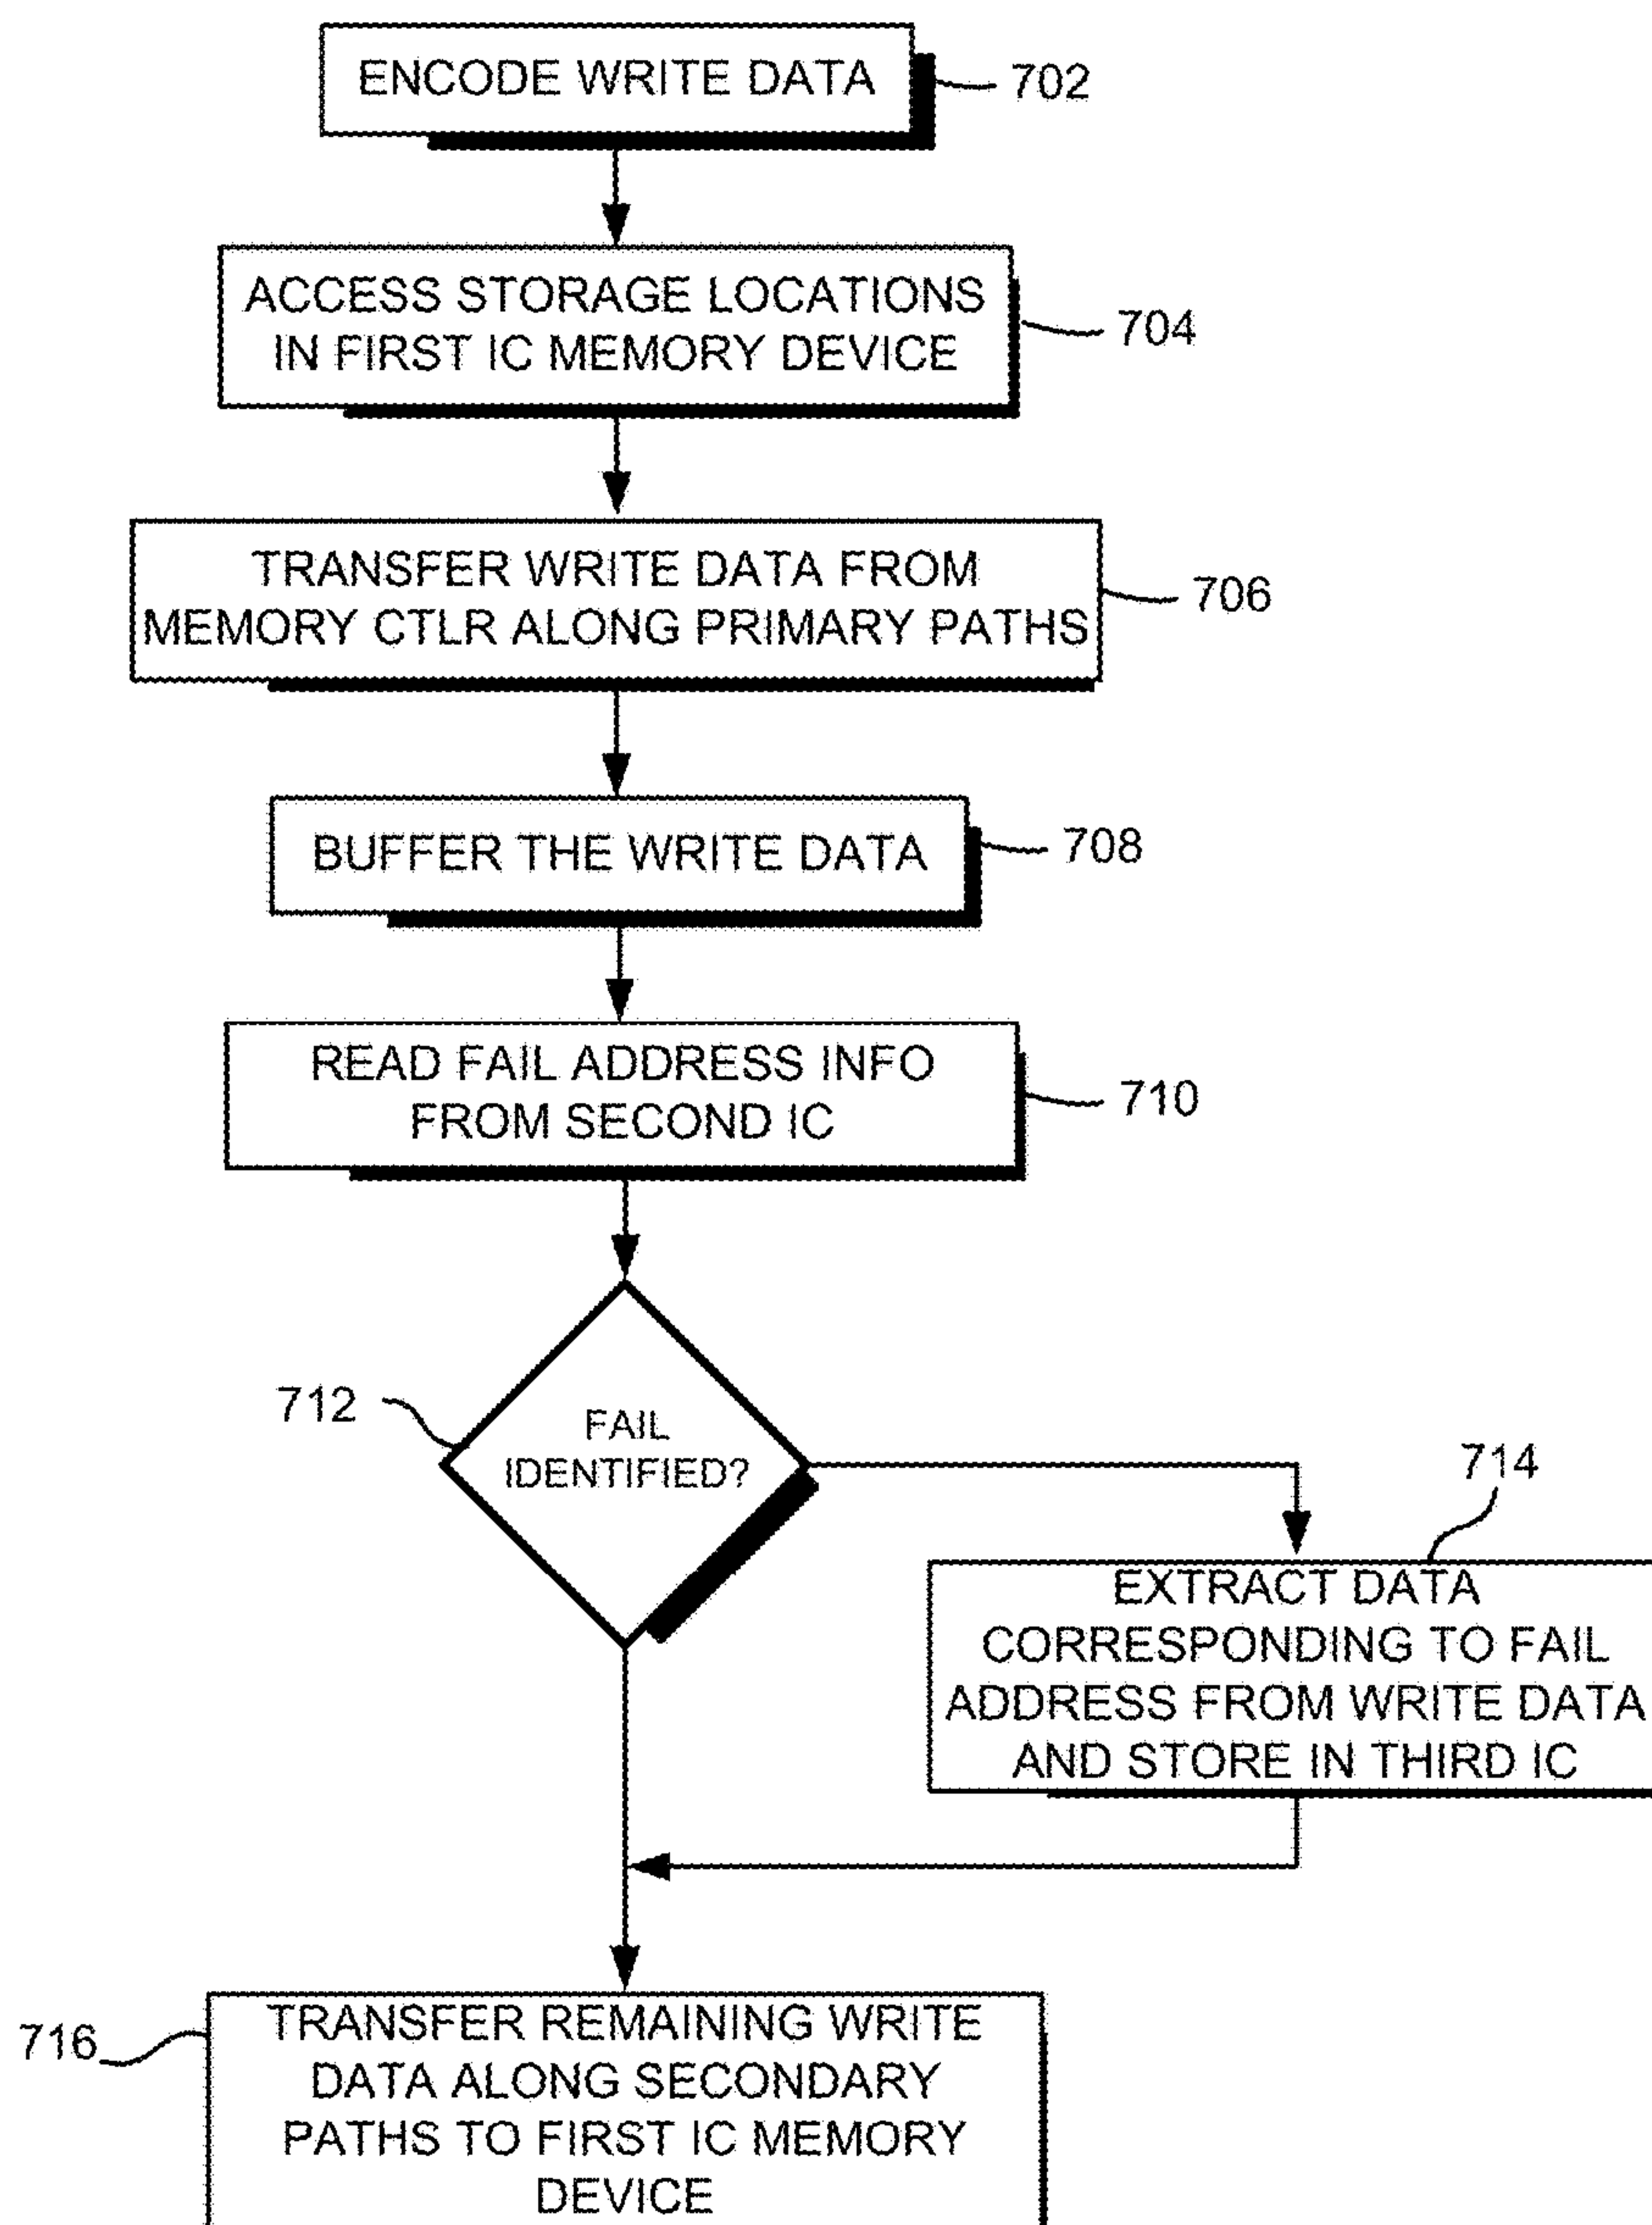 ENCODE WRITE DATA
702
ACCESS STORAGE LOCATIONS
IN FIRST IC MEMORY DEVICE
704
TRANSFER WRITE DATA FROM
MEMORY CTLR ALONG PRIMARY PATHS
706
BUFFER THE WRITE DATA
708
READ FAIL ADDRESS INFO
FROM SECOND IC
710
712
FAIL
IDENTIFIED?
714
EXTRACT DATA
CORRESPONDING TO FAIL
ADDRESS FROM WRITE DATA
AND STORE IN THIRD IC
716
TRANSFER REMAINING WRITE
DATA ALONG SECONDARY
PATHS TO FIRST IC MEMORY
DEVICE